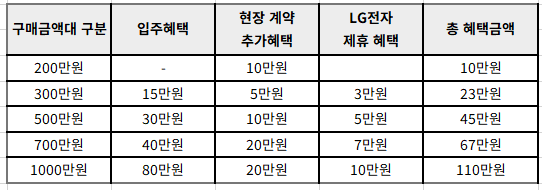 구매금액대 구분 입주혜택 현장 계약 추가혜택 LG전자 제휴 혜택 총 혜택금액
200만원 - 10만원 10만원
300만원 15만원 5만원 3만원 23만원
500만원 30만원 10만원 5만원 45만원
700만원 40만원 20만원 7만원 67만원
1000만원 80만원 20만원 10만원 110만원